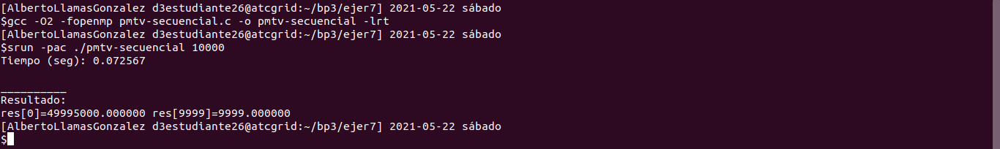 [AlbertoLlamasGonzalez d3estudiante26@atcgrid:~/bp3/ejer7] 2021-05-22 sábado
$gcc -O2 -fopenmp pmtv-secuencial.c -o pmtv-secuencial -lrt
[AlbertoLlamasGonzalez d3estudiante26@atcgrid:~/bp3/ejer7] 2021-05-22 sábado
$srun -pac ./pmtv-secuencial 10000
Tiempo (seg): 0.072567
__________
Resultado:
res[0]=49995000.000000 res[9999]=9999.000000
[AlbertoLlamasGonzalez d3estudiante26@atcgrid:~/bp3/ejer7] 2021-05-22 sábado
$